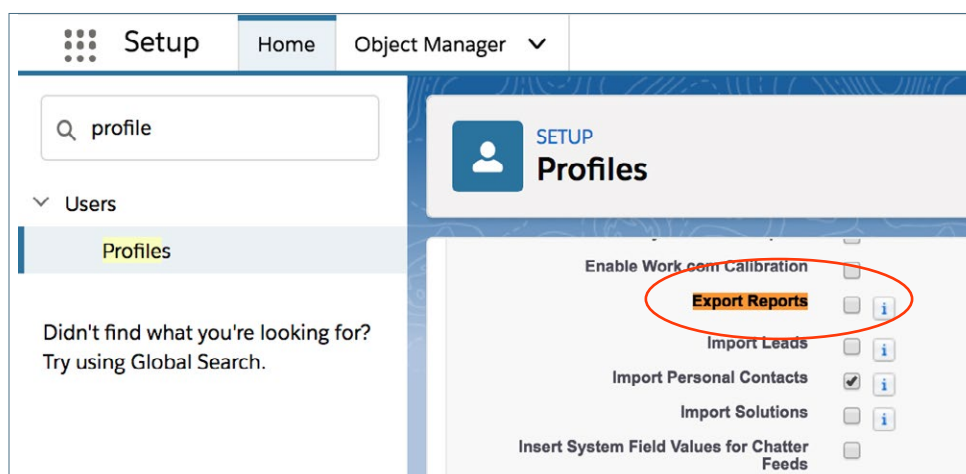 Setup
Home
Object Manager
profile
Users
Profiles
Didn't find what you're looking for?
Try using Global Search.
SETUP
Profiles
Enable Work.com Calibration
Export Reports
i
Import Leads
i
Import Personal Contacts
i
Import Solutions
i
Insert System Field Values for Chatter
Feeds